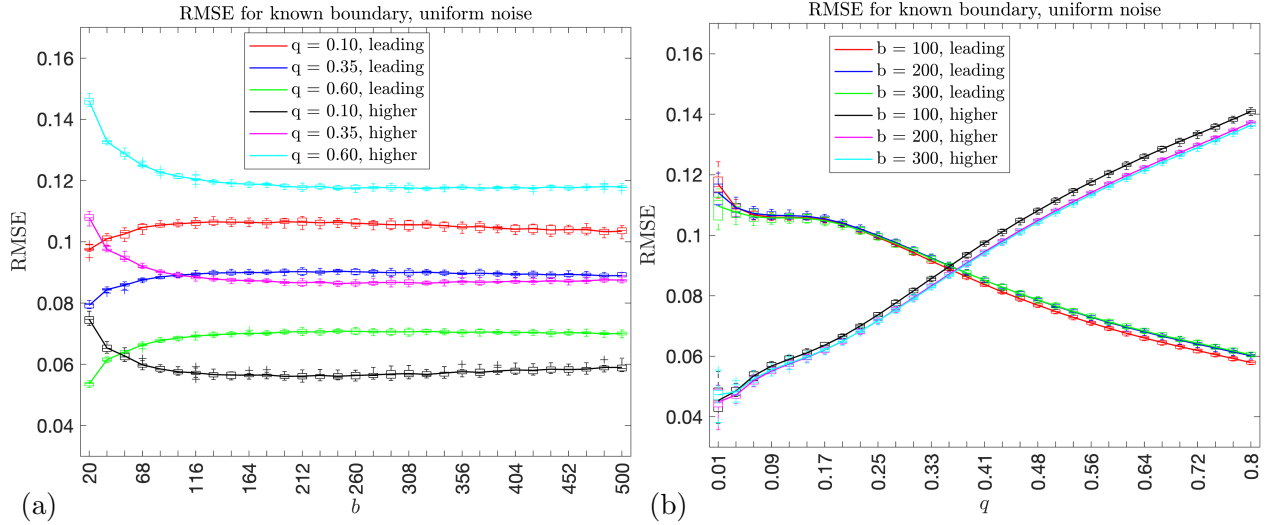 RMSE for known boundary, uniform noise
q = 0.10, leading
q = 0.35, leading
q = 0.60, leading
q = 0.10, higher
q = 0.35, higher
q = 0.60, higher
RMSE
0.16
0.14
0.12
0.1
0.08
0.06
0.04
20
68
116
164
212
260
308
356
404
452
500
b
(a)
RMSE for known boundary, uniform noise
b = 100, leading
b = 200, leading
b = 300, leading
b = 100, higher
b = 200, higher
b = 300, higher
RMSE
0.16
0.14
0.12
0.1
0.08
0.06
0.04
0.01
0.09
0.17
0.25
0.33
0.41
0.48
0.56
0.64
0.72
0.8
q
(b)